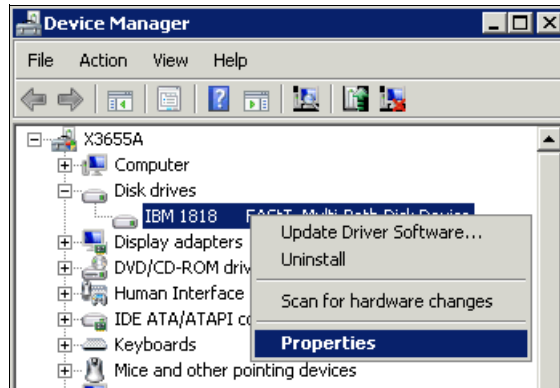 Device Manager
File Action View Help
X3655A
Computer
Disk drives
IBM 1818 FAStT Multi Path Disk Device
Update Driver Software...
Display adapters
Uninstall
DVD/CD-ROM driv
Human Interface
Scan for hardware changes
IDE ATA/ATAPI co
Keyboards
Properties
Mice and other pointing devices